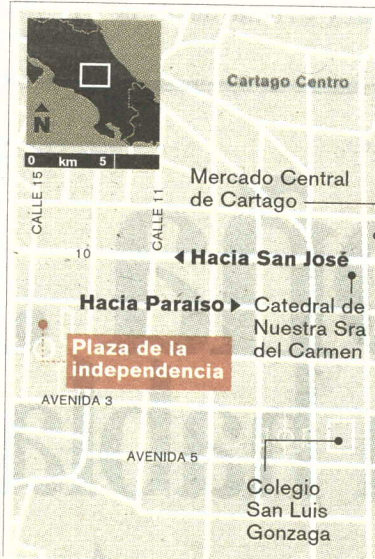 Cartago Centro
N
0 km 5
CALLE 15
CALLE 11
Mercado Central
de Cartago
10
Hacia San José
Hacia Paraíso
Catedral de
Nuestra Sra
del Carmen
Plaza de la
independencia
AVENIDA 3
AVENIDA 5
Colegio
San Luis
Gonzaga